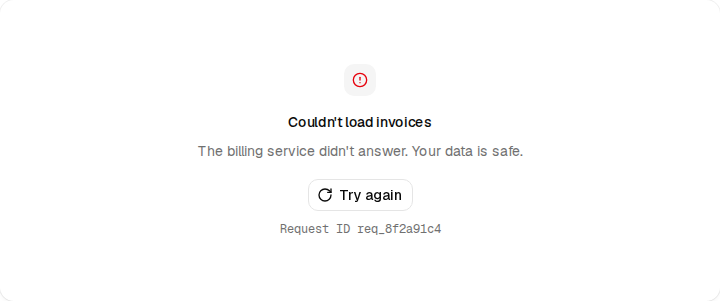 Couldn't load invoices
The billing service didn't answer. Your data is safe.
Try again
Request ID req_8f2a91c4